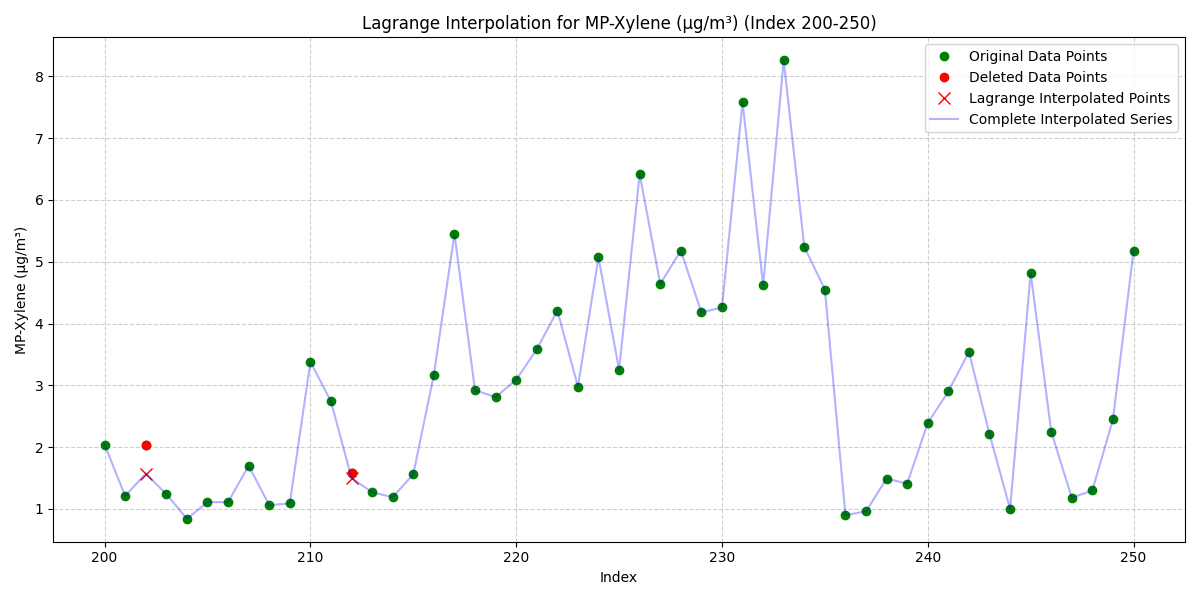 Lagrange Interpolation for MP-Xylene (µg/m³) (Index 200-250)
Original Data Points
Deleted Data Points
Lagrange Interpolated Points
Complete Interpolated Series
MP-Xylene (µg/m³)
8
7
6
5
4
3
2
1
200 210 220 230 240 250
Index